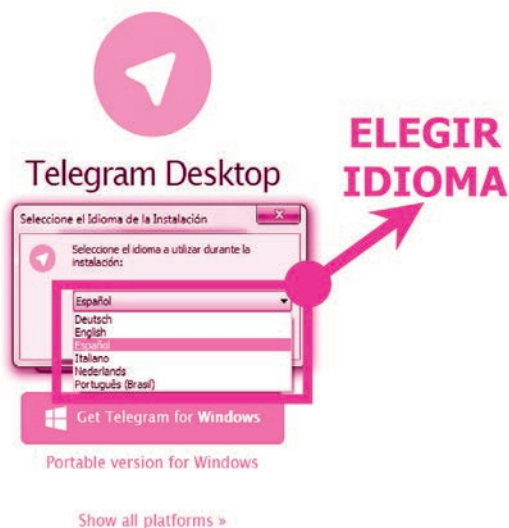 ELEGIR
IDIOMA
Telegram Desktop
Seleccione el Idioma de la Instalación
Seleccione el idioma a utilizar durante la
instalación:
Español
Deutsch
English
Español
Italiano
Nederlands
Português (Brasil)
Get Telegram for Windows
Portable version for Windows
Show all platforms »